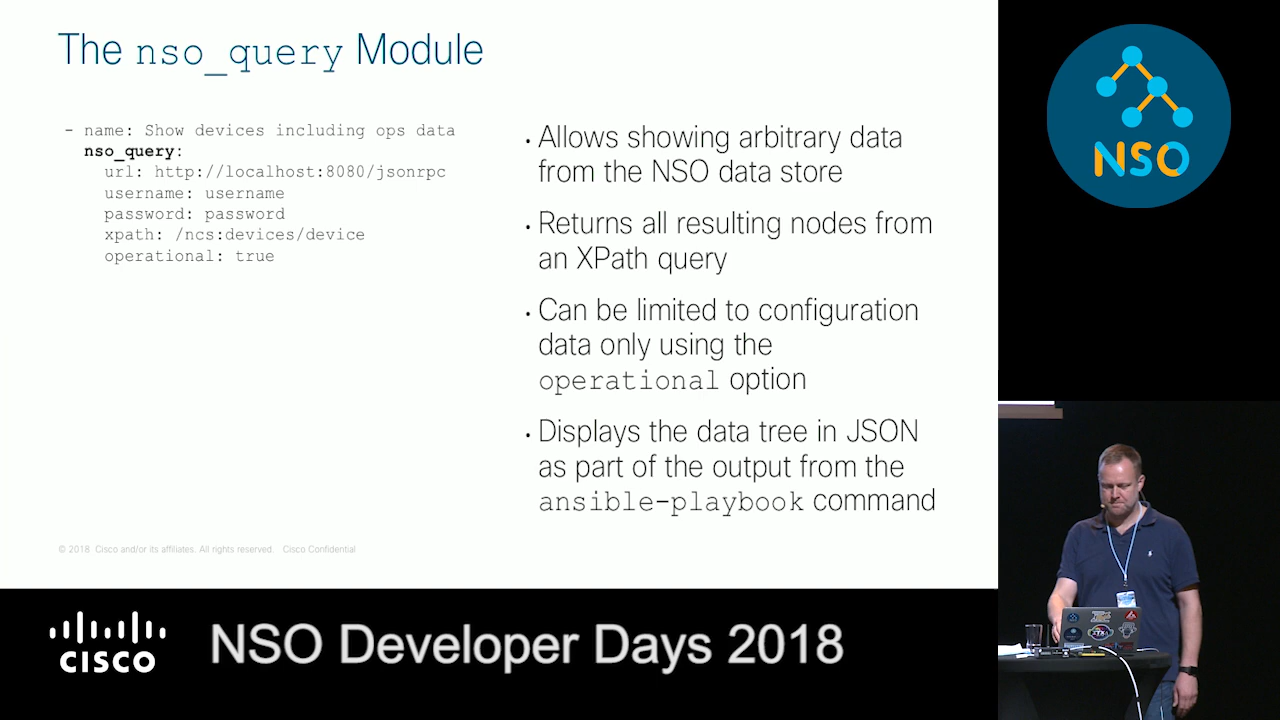 The nso_query Module
- name: Show devices including ops data
nso_query:
url: http://localhost:8080/jsonrpc
username: username
password: password
xpath: /ncs:devices/device
operational: true
• Allows showing arbitrary data
from the NSO data store
• Returns all resulting nodes from
an XPath query
• Can be limited to configuration
data only using the
operational option
• Displays the data tree in JSON
as part of the output from the
ansible-playbook command
© 2018 Cisco and/or its affiliates. All rights reserved. Cisco Confidential
NSO
CISCO
NSO Developer Days 2018